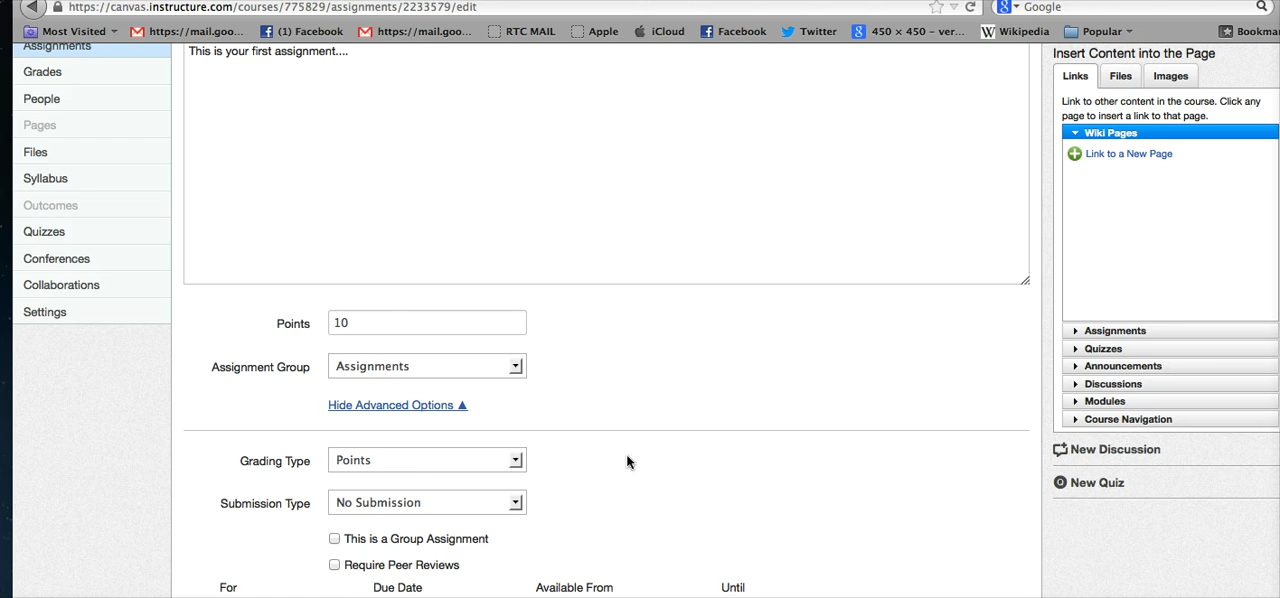 https://canvas.instructure.com/courses/775829/assignments/2233579/edit
Google
Most Visited
https://mail.goo...
(1) Facebook
https://mail.goo...
RTC MAIL
Apple
iCloud
Facebook
Twitter
450 × 450 – ver...
Wikipedia
Popular
Bookmar
Assignments
Grades
People
Pages
Files
Syllabus
Outcomes
Quizzes
Conferences
Collaborations
Settings
This is your first assignment....
Points
10
Assignment Group
Assignments
Hide Advanced Options ▲
Grading Type
Points
Submission Type
No Submission
This is a Group Assignment
Require Peer Reviews
For
Due Date
Available From
Until
Insert Content into the Page
Links
Files
Images
Link to other content in the course. Click any
page to insert a link to that page.
Wiki Pages
Link to a New Page
Assignments
Quizzes
Announcements
Discussions
Modules
Course Navigation
New Discussion
New Quiz